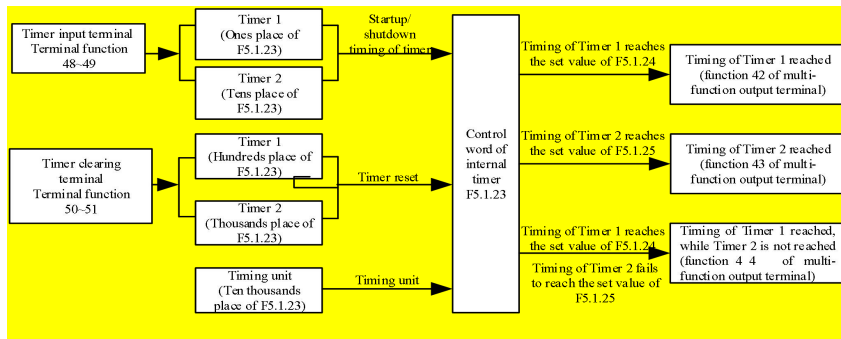 Timer input terminal
Terminal function
48~49
Timer 1
(Ones place of
F5.1.23)
Timer 2
(Tens place of
F5.1.23)
Startup/
shutdown
timing of timer
Timer clearing
terminal
Terminal function
50~51
Timer 1
(Hundreds place of
F5.1.23)
Timer 2
(Thousands place of
F5.1.23)
Timer reset
Timing unit
(Ten thousands
place of F5.1.23)
Timing unit
Control
word of
internal
timer
F5.1.23
Timing of Timer 1 reaches
the set value of F5.1.24
Timing of Timer 1 reached
(function 42 of multi-
function output terminal)
Timing of Timer 2 reaches
the set value of F5.1.25
Timing of Timer 2 reached
(function 43 of multi-
function output terminal)
Timing of Timer 1 reaches
the set value of F5.1.24
Timing of Timer 2 fails
to reach the set value of
F5.1.25
Timing of Timer 1 reached,
while Timer 2 is not reached
(function 4 4 of multi-
function output terminal)